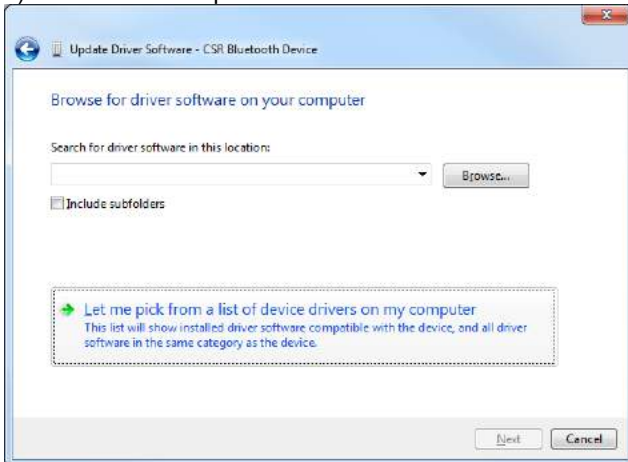 Update Driver Software - CSR Bluetooth Device
Browse for driver software on your computer
Search for driver software in this location:
Browse...
Include subfolders
Let me pick from a list of device drivers on my computer
This list will show installed driver software compatible with the device, and all driver
software in the same category as the device.
Next
Cancel